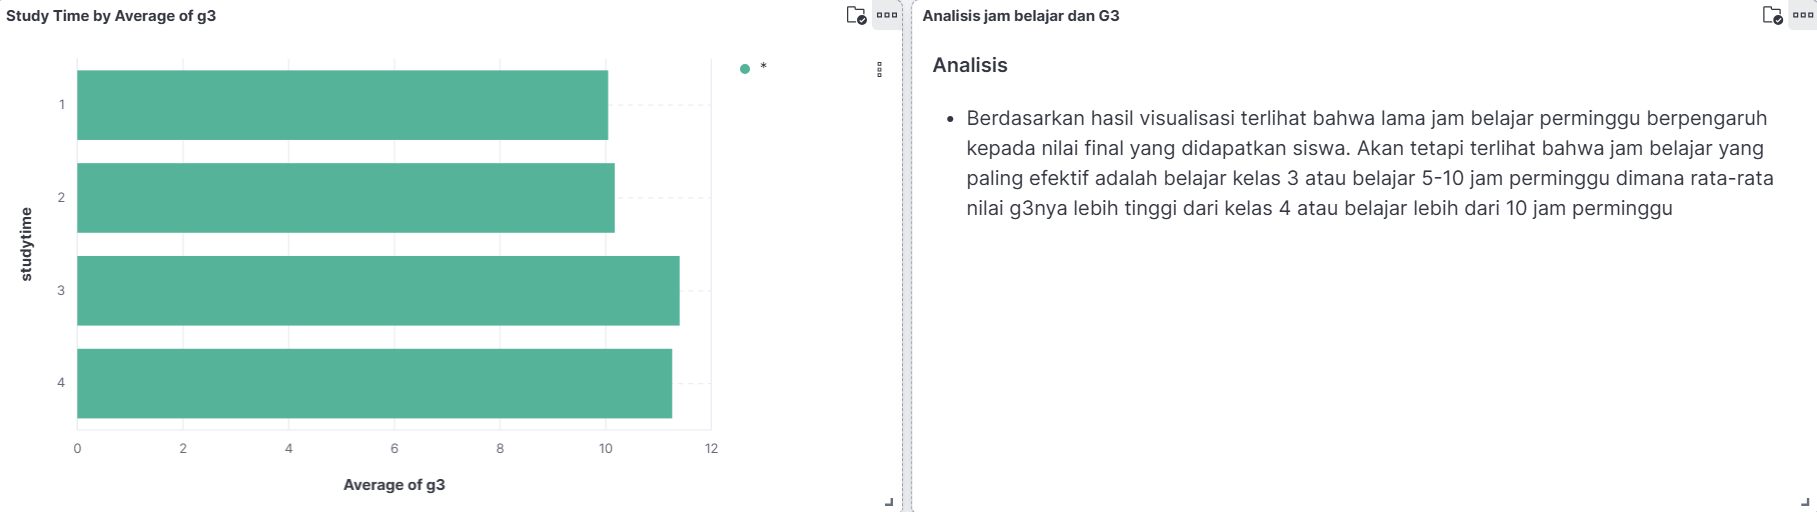 Study Time by Average of g3
*
1
2
3
4
studytime
0 2 4 6 8 10 12
Average of g3
Analisis jam belajar dan G3
Analisis
• Berdasarkan hasil visualisasi terlihat bahwa lama jam belajar perminggu berpengaruh
kepada nilai final yang didapatkan siswa. Akan tetapi terlihat bahwa jam belajar yang
paling efektif adalah belajar kelas 3 atau belajar 5-10 jam perminggu dimana rata-rata
nilai g3nya lebih tinggi dari kelas 4 atau belajar lebih dari 10 jam perminggu